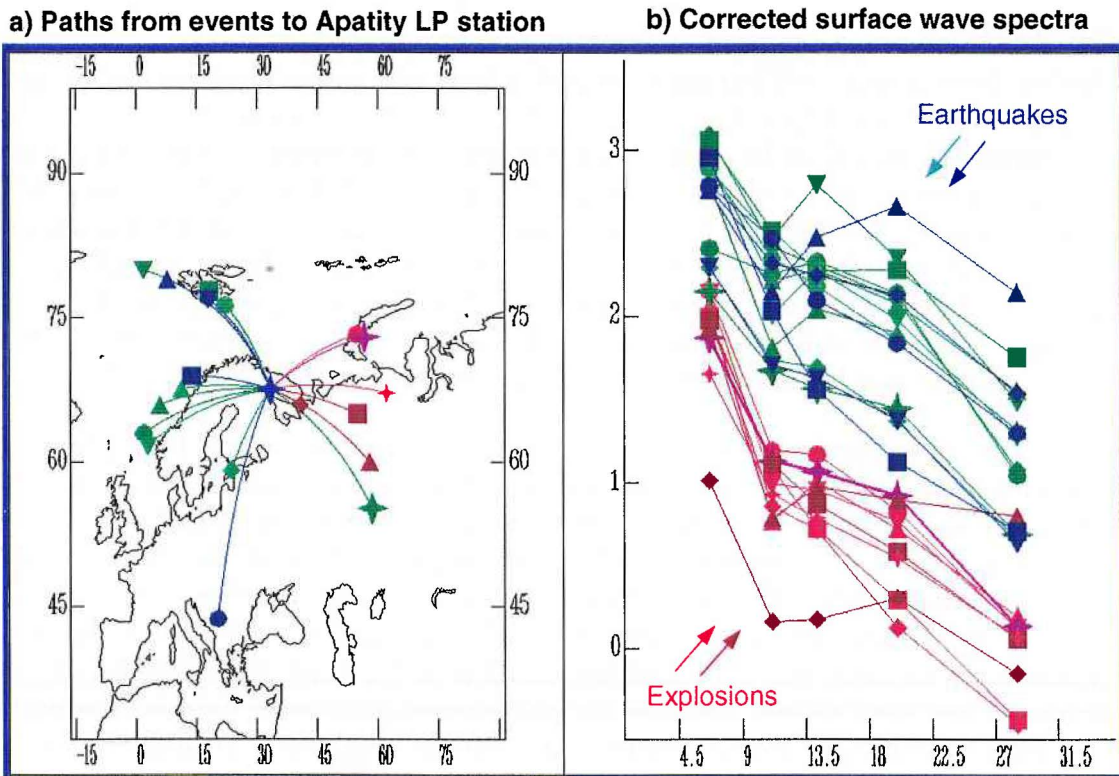 a) Paths from events to Apatity LP station
b) Corrected surface wave spectra
-15 0 15 30 45 60 75
90 90
75 75
60 60
45 45
-15 0 15 30 45 60 75
3
2
1
0
Earthquakes
Explosions
4.5 9 13.5 18 22.5 27 31.5